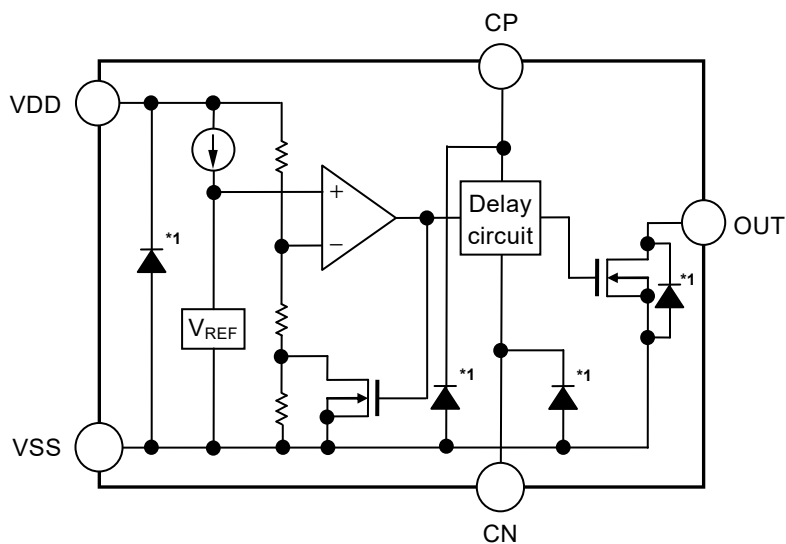 CP
VDD
+
−
*1
Delay
circuit
OUT
*1
VREF
*1
*1
VSS
CN